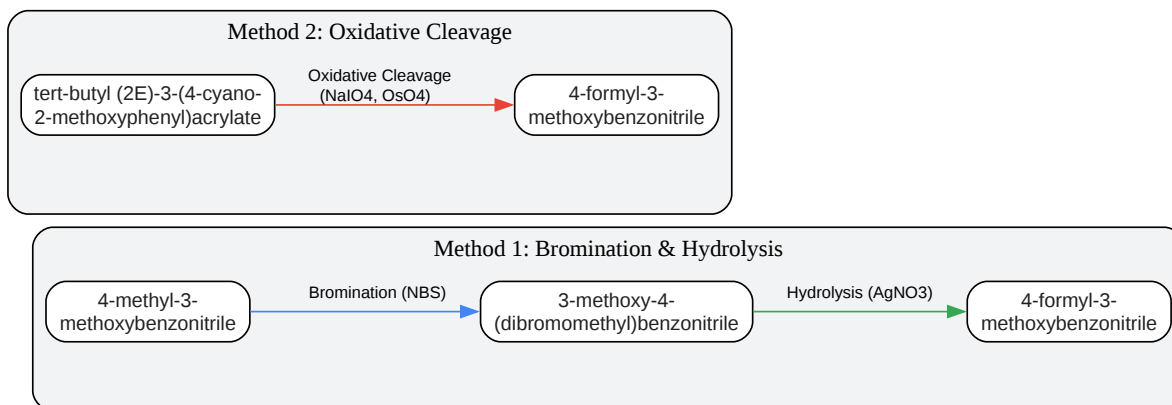 Method 2: Oxidative Cleavage
tert-butyl (2E)-3-(4-cyano-
2-methoxyphenyl)acrylate
Oxidative Cleavage
(NaIO4, OsO4)
4-formyl-3-
methoxybenzonitrile
Method 1: Bromination & Hydrolysis
4-methyl-3-
methoxybenzonitrile
Bromination (NBS)
3-methoxy-4-
(dibromomethyl)benzonitrile
Hydrolysis (AgNO3)
4-formyl-3-
methoxybenzonitrile